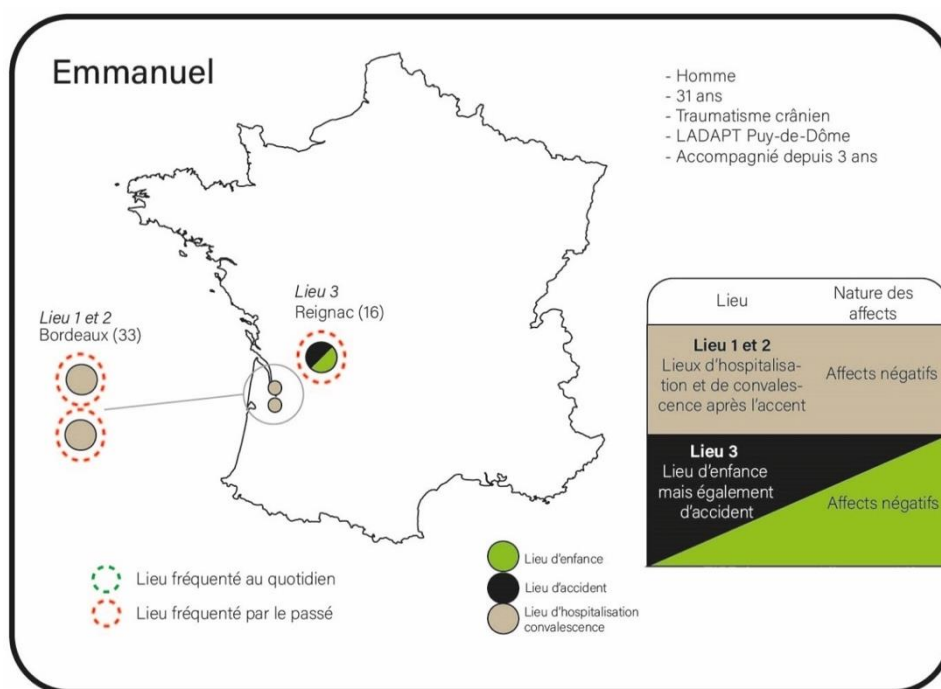 Emmanuel
- Homme
- 31 ans
- Traumatisme crânien
- LADAPT Puy-de-Dôme
- Accompagnié depuis 3 ans
Lieu 3
Reignac (16)
Lieu 1 et 2
Bordeaux (33)
Lieu
Nature des
affects
Lieu 1 et 2
Lieux d'hospitalisa-
tion et de convales-
cence après l'accent
Affects négatifs
Lieu 3
Lieu d'enfance
mais également
d'accident
Affects négatifs
Lieu fréquenté au quotidien
Lieu fréquenté par le passé
Lieu d'enfance
Lieu d'accident
Lieu d'hospitalisation
convalescence